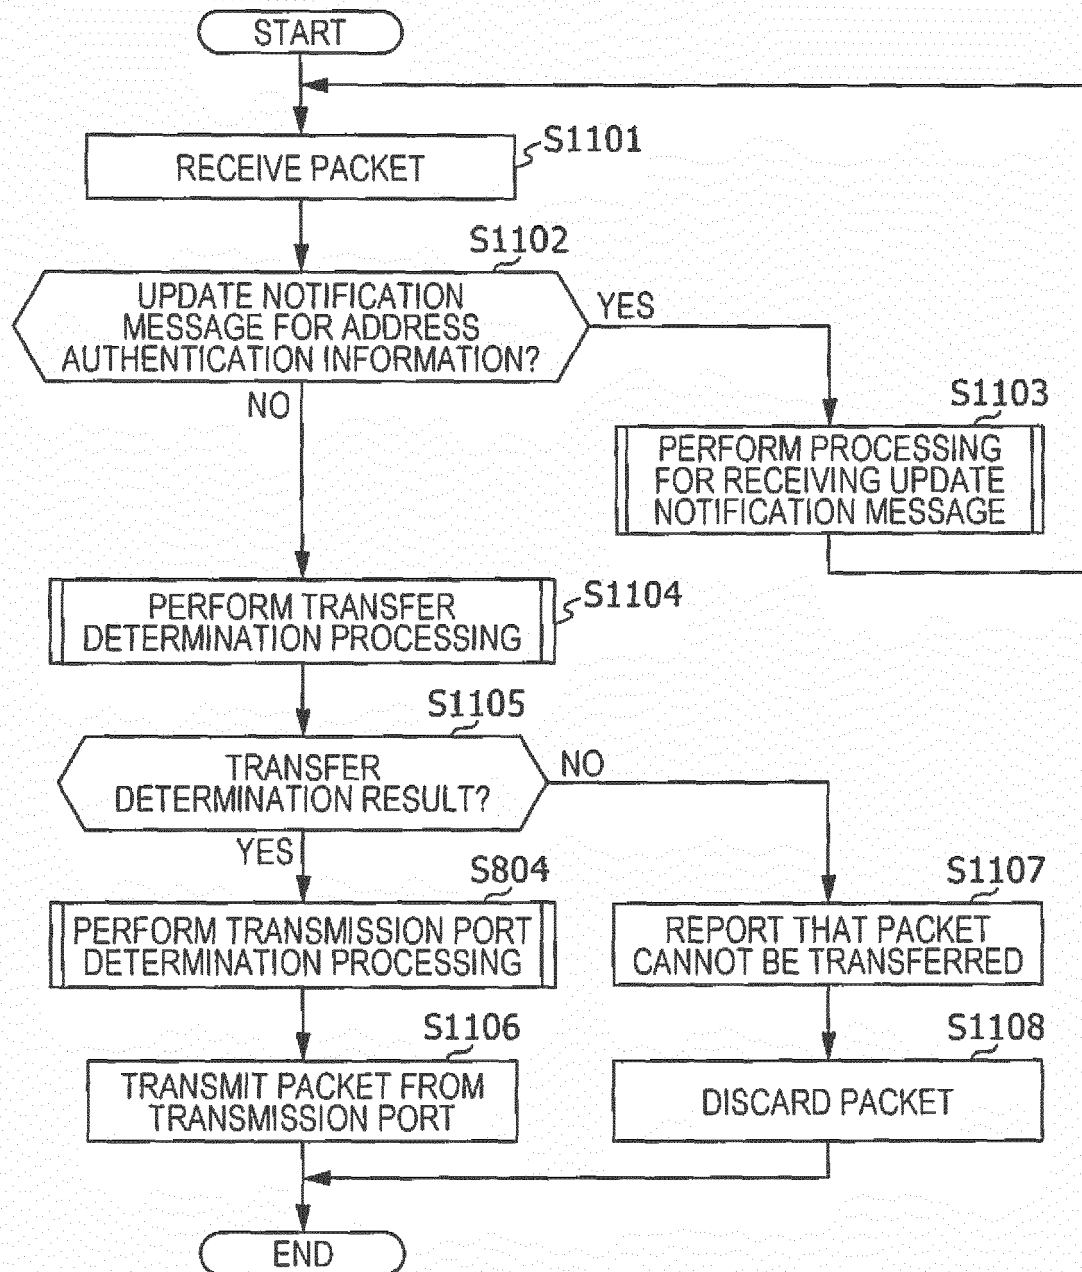 START
S1101
RECEIVE PACKET
S1102
UPDATE NOTIFICATION
MESSAGE FOR ADDRESS
AUTHENTICATION INFORMATION?
YES
NO
S1103
PERFORM PROCESSING
FOR RECEIVING UPDATE
NOTIFICATION MESSAGE
S1104
PERFORM TRANSFER
DETERMINATION PROCESSING
S1105
TRANSFER
DETERMINATION RESULT?
NO
YES
S804
PERFORM TRANSMISSION PORT
DETERMINATION PROCESSING
S1107
REPORT THAT PACKET
CANNOT BE TRANSFERRED
S1106
TRANSMIT PACKET FROM
TRANSMISSION PORT
S1108
DISCARD PACKET
END